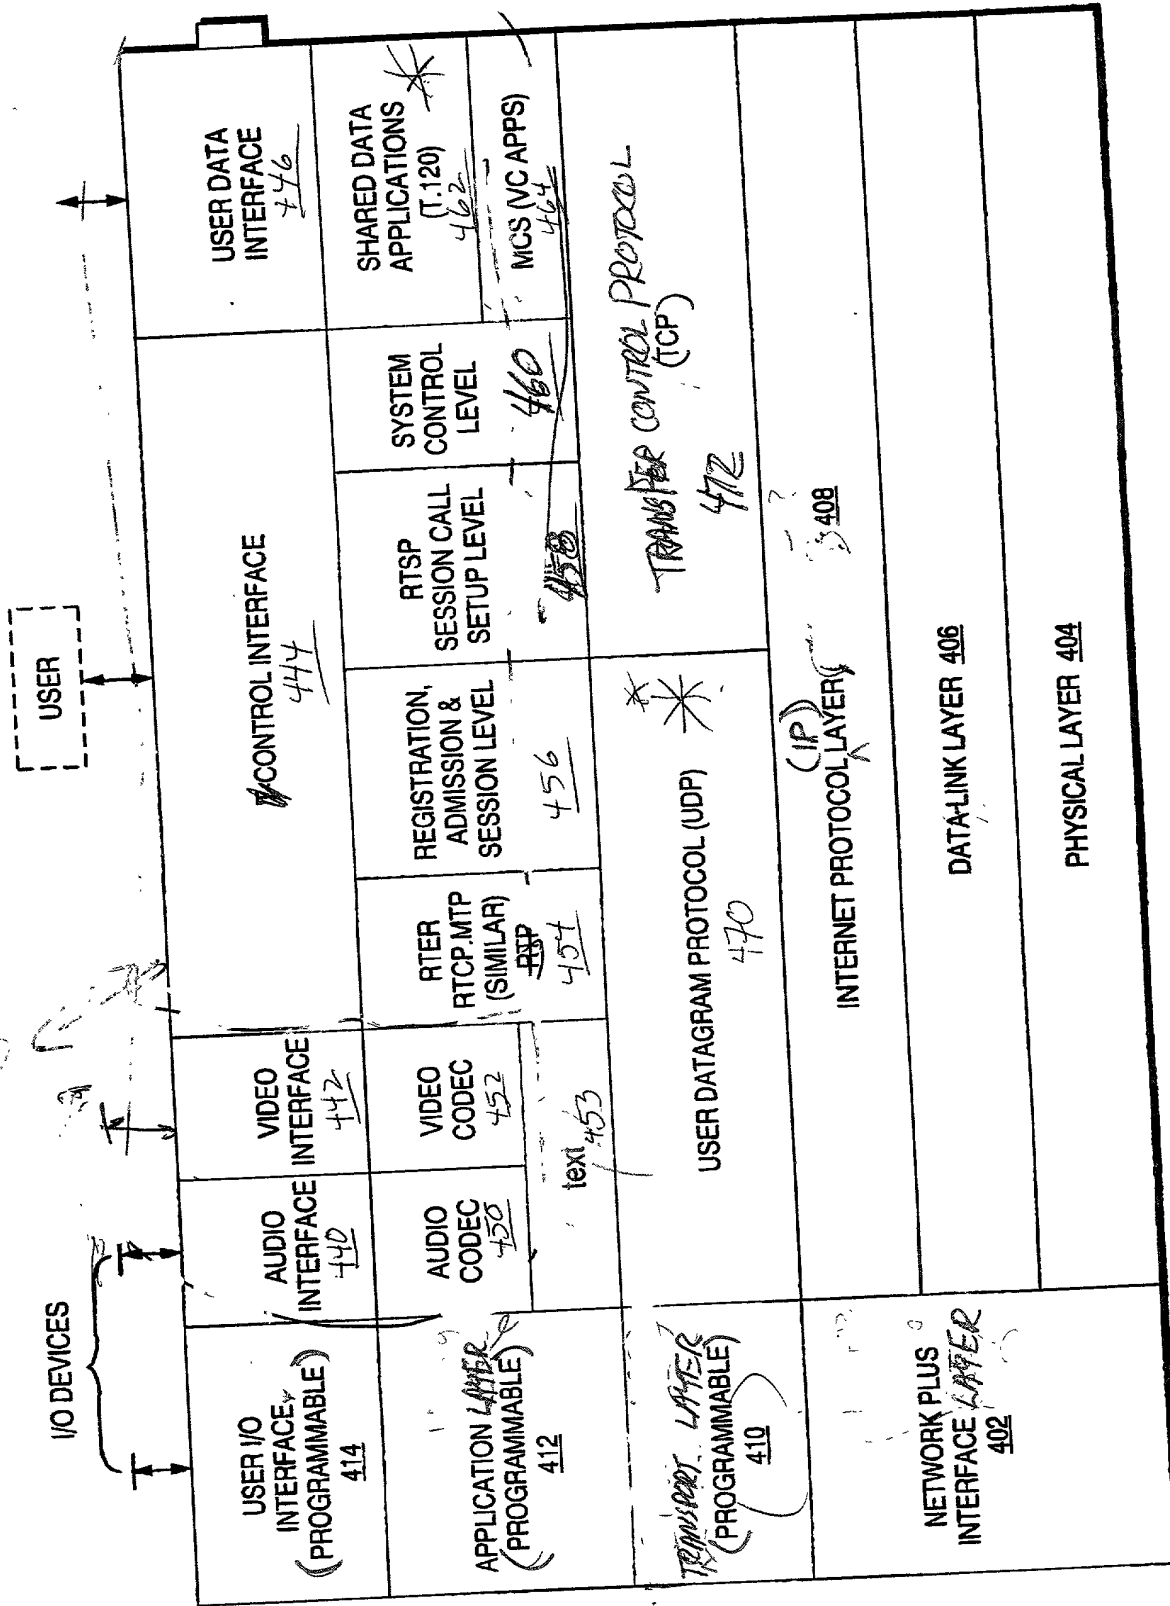 I/O DEVICES
USER
USER I/O
INTERFACE
(PROGRAMMABLE)
414
AUDIO
INTERFACE
440
VIDEO
INTERFACE
442
CONTROL INTERFACE
444
USER DATA
INTERFACE
446
APPLICATION LAYER
(PROGRAMMABLE)
412
AUDIO
CODEC
450
VIDEO
CODEC
452
text 453
RTER
RTCP.MTP
(SIMILAR)
RTP
454
REGISTRATION,
ADMISSION &
SESSION LEVEL
456
RTSP
SESSION CALL
SETUP LEVEL
458
SYSTEM
CONTROL
LEVEL
460
SHARED DATA
APPLICATIONS
(T.120)
462
MCS (VC APPS)
464
TRANSPORT LAYER
(PROGRAMMABLE)
410
USER DATAGRAM PROTOCOL (UDP)
470
TRANSFER CONTROL PROTOCOL
(TCP)
472
NETWORK PLUS
INTERFACE LAYER
402
(IP)
INTERNET PROTOCOL LAYER 408
DATA-LINK LAYER 406
PHYSICAL LAYER 404